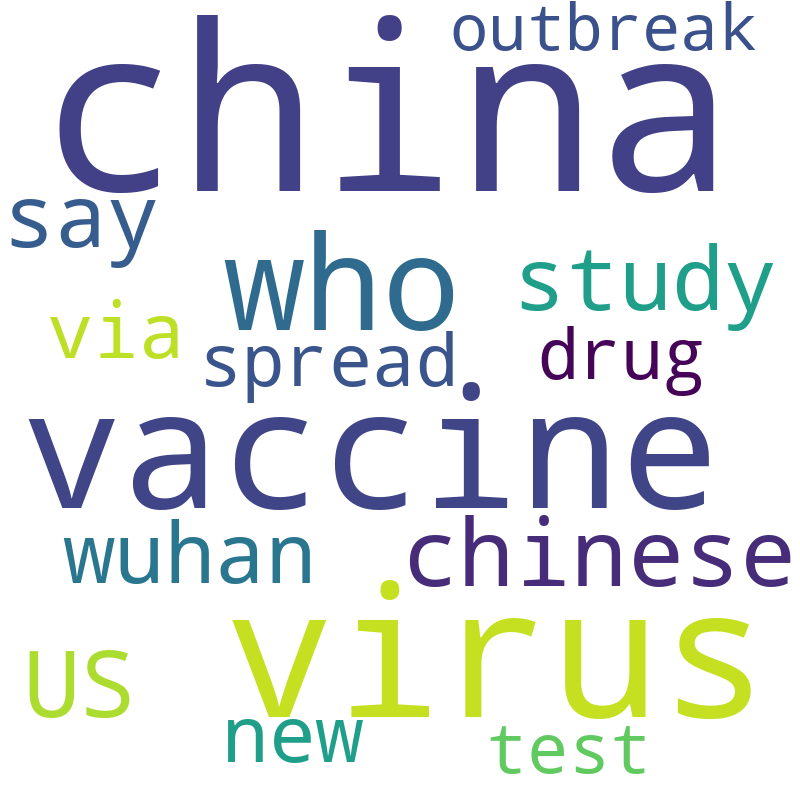 outbreak
china
say
who
study
via
spread
drug
vaccine
wuhan
chinese
virus
US
new
test